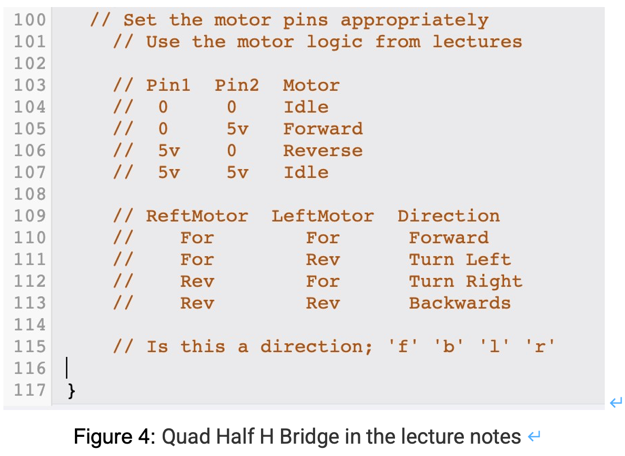 100 // Set the motor pins appropriately
101 // Use the motor logic from lectures
102
103 // Pin1 Pin2 Motor
104 // 0 0 Idle
105 // 0 5v Forward
106 // 5v 0 Reverse
107 // 5v 5v Idle
108
109 // ReftMotor LeftMotor Direction
110 // For For Forward
111 // For Rev Turn Left
112 // Rev For Turn Right
113 // Rev Rev Backwards
114
115 // Is this a direction; 'f' 'b' 'l' 'r'
116
117 }
Figure 4: Quad Half H Bridge in the lecture notes